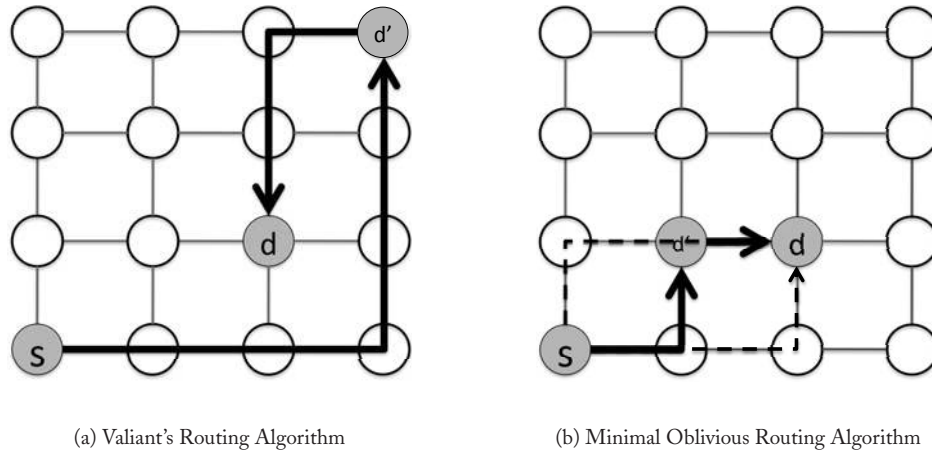 d'
d
S
(a) Valiant's Routing Algorithm
d'
d
S
(b) Minimal Oblivious Routing Algorithm